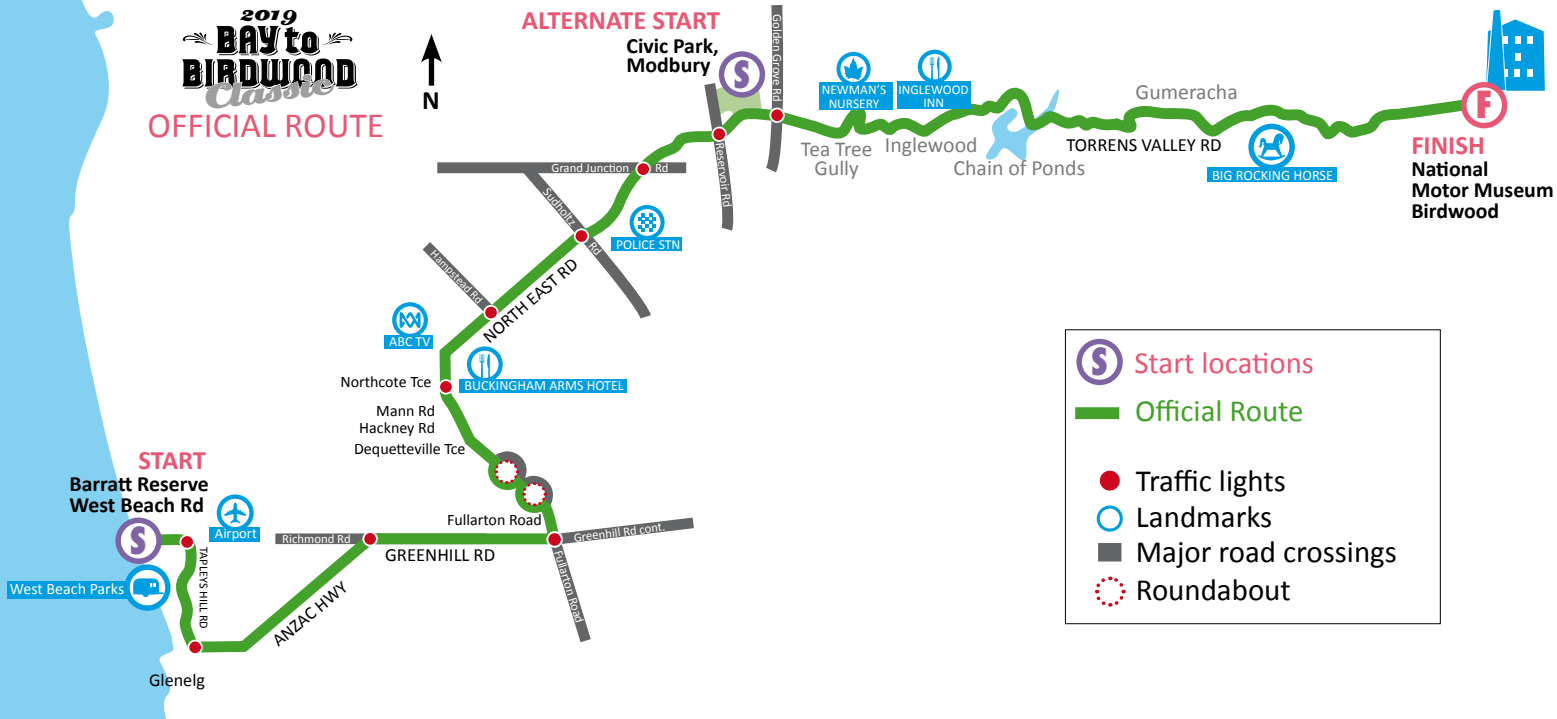 2019
BAY to
BIRDWOOD
Classic
OFFICIAL ROUTE
N
ALTERNATE START
Civic Park,
Modbury
S
Golden Grove Rd
Reservoir Rd
NEWMAN'S
NURSERY
INGLEWOOD
INN
Tea Tree
Gully
Inglewood
Chain of Ponds
Gumeracha
TORRENS VALLEY RD
BIG ROCKING HORSE
F
FINISH
National
Motor Museum
Birdwood
Grand Junction Rd
Sudholtz Rd
POLICE STN
Hampstead Rd
NORTH EAST RD
ABC TV
BUCKINGHAM ARMS HOTEL
Northcote Tce
Mann Rd
Hackney Rd
Dequetteville Tce
Fullarton Road
Greenhill Rd cont.
Fullarton Road
GREENHILL RD
Richmond Rd
ANZAC HWY
START
Barratt Reserve
West Beach Rd
S
Airport
TAPLEYS HILL RD
West Beach Parks
Glenelg
S
Start locations
Official Route
Traffic lights
Landmarks
Major road crossings
Roundabout